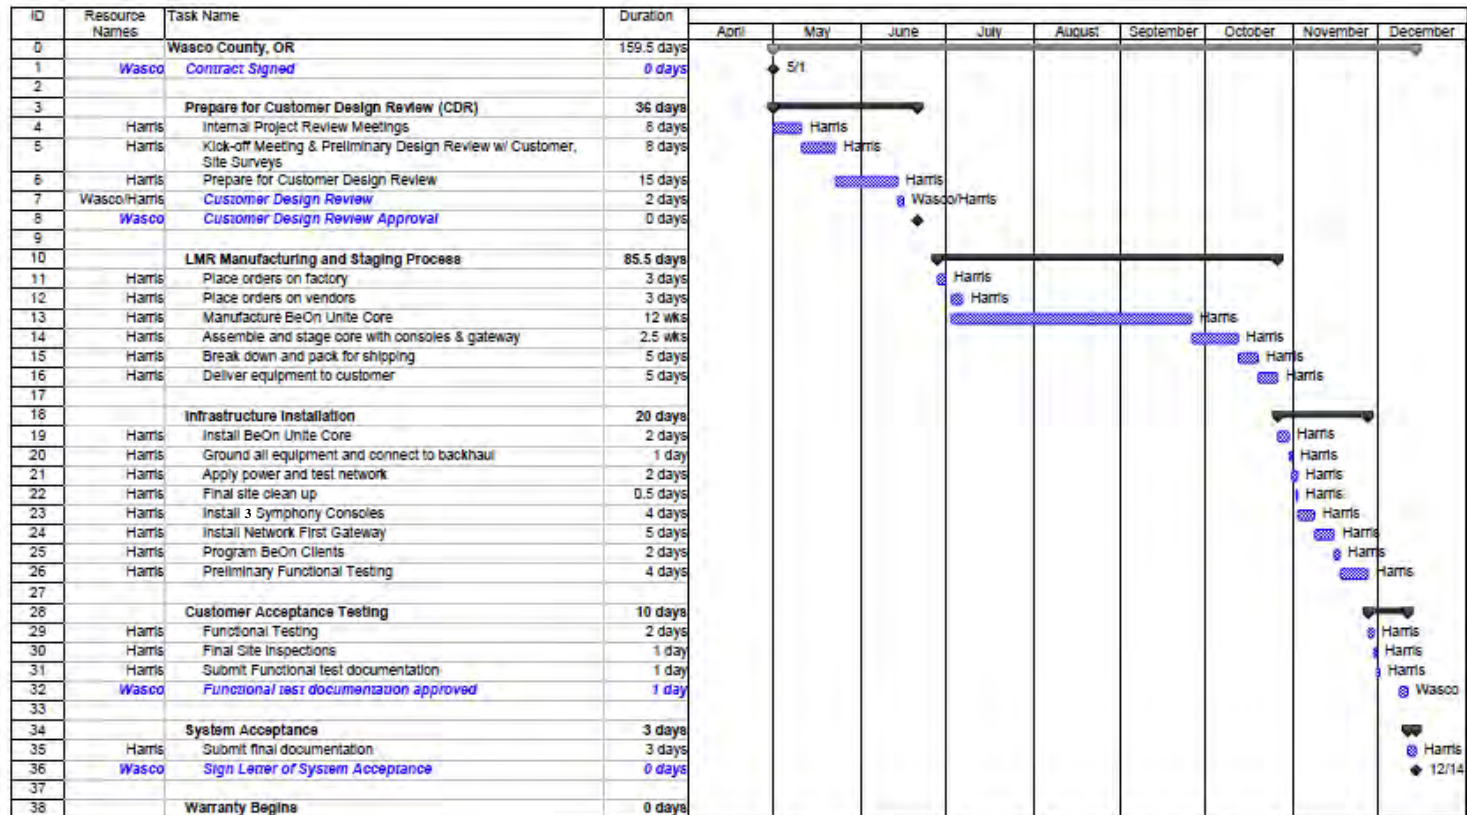 ID Resource Names Task Name Duration April May June July August September October November December
0 Wasco County, OR 159.5 days
1 Wasco Contract Signed 0 days 5/1
2
3 Prepare for Customer Design Review (CDR) 36 days
4 Harris Internal Project Review Meetings 8 days Harris
5 Harris Kick-off Meeting & Preliminary Design Review w/ Customer, 8 days Harris
Site Surveys
6 Harris Prepare for Customer Design Review 15 days Harris
7 Wasco/Harris Customer Design Review 2 days Wasco/Harris
8 Wasco Customer Design Review Approval 0 days
9
10 LMR Manufacturing and Staging Process 85.5 days
11 Harris Place orders on factory 3 days Harris
12 Harris Place orders on vendors 3 days Harris
13 Harris Manufacture BeOn Unite Core 12 wks Harris
14 Harris Assemble and stage core with consoles & gateway 2.5 wks Harris
15 Harris Break down and pack for shipping 5 days Harris
16 Harris Deliver equipment to customer 5 days Harris
17
18 Infrastructure Installation 20 days
19 Harris Install BeOn Unite Core 2 days Harris
20 Harris Ground all equipment and connect to backhaul 1 day Harris
21 Harris Apply power and test network 2 days Harris
22 Harris Final site clean up 0.5 days Harris
23 Harris Install 3 Symphony Consoles 4 days Harris
24 Harris Install Network First Gateway 5 days Harris
25 Harris Program BeOn Clients 2 days Harris
26 Harris Preliminary Functional Testing 4 days Harris
27
28 Customer Acceptance Testing 10 days
29 Harris Functional Testing 2 days Harris
30 Harris Final Site Inspections 1 day Harris
31 Harris Submit Functional test documentation 1 day Harris
32 Wasco Functional test documentation approved 1 day Wasco
33
34 System Acceptance 3 days
35 Harris Submit final documentation 3 days Harris
36 Wasco Sign Letter of System Acceptance 0 days 12/14
37
38 Warranty Begins 0 days